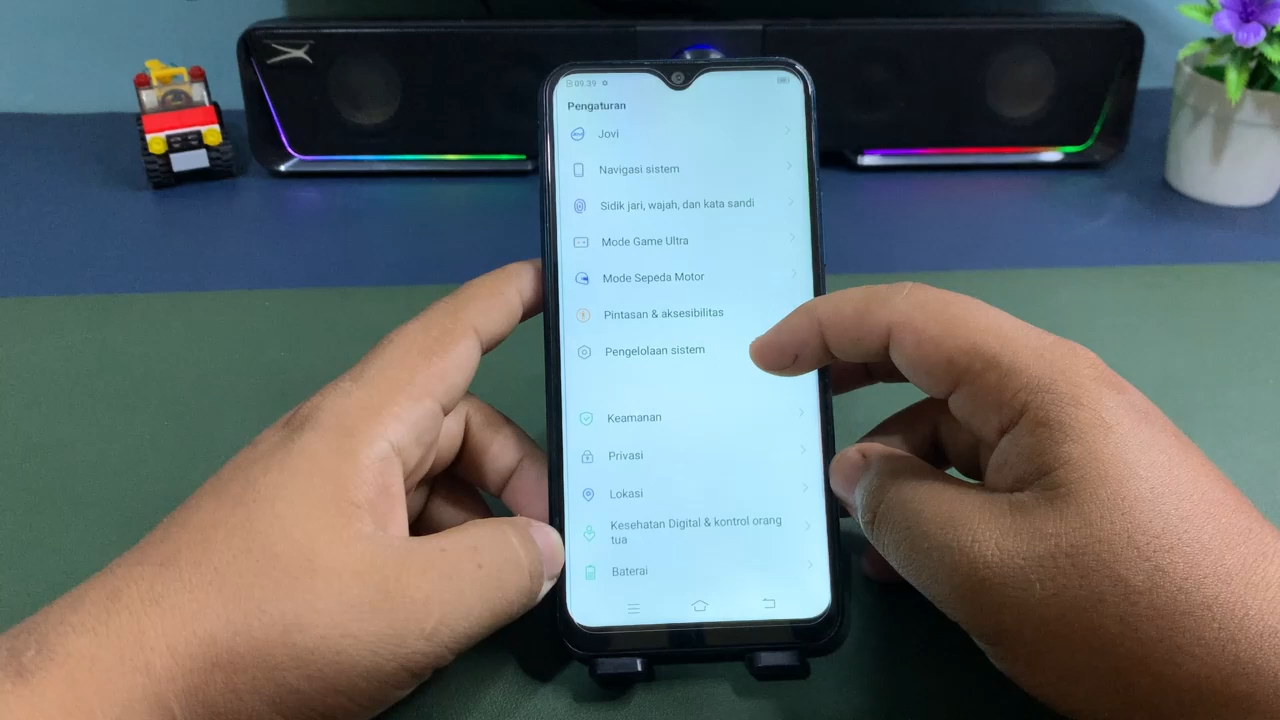 09.39
Pengaturan
Jovi
Navigasi sistem
Sidik jari, wajah, dan kata sandi
Mode Game Ultra
Mode Sepeda Motor
Pintasan & aksesibilitas
Pengelolaan sistem
Keamanan
Privasi
Lokasi
Kesehatan Digital & kontrol orang
tua
Baterai